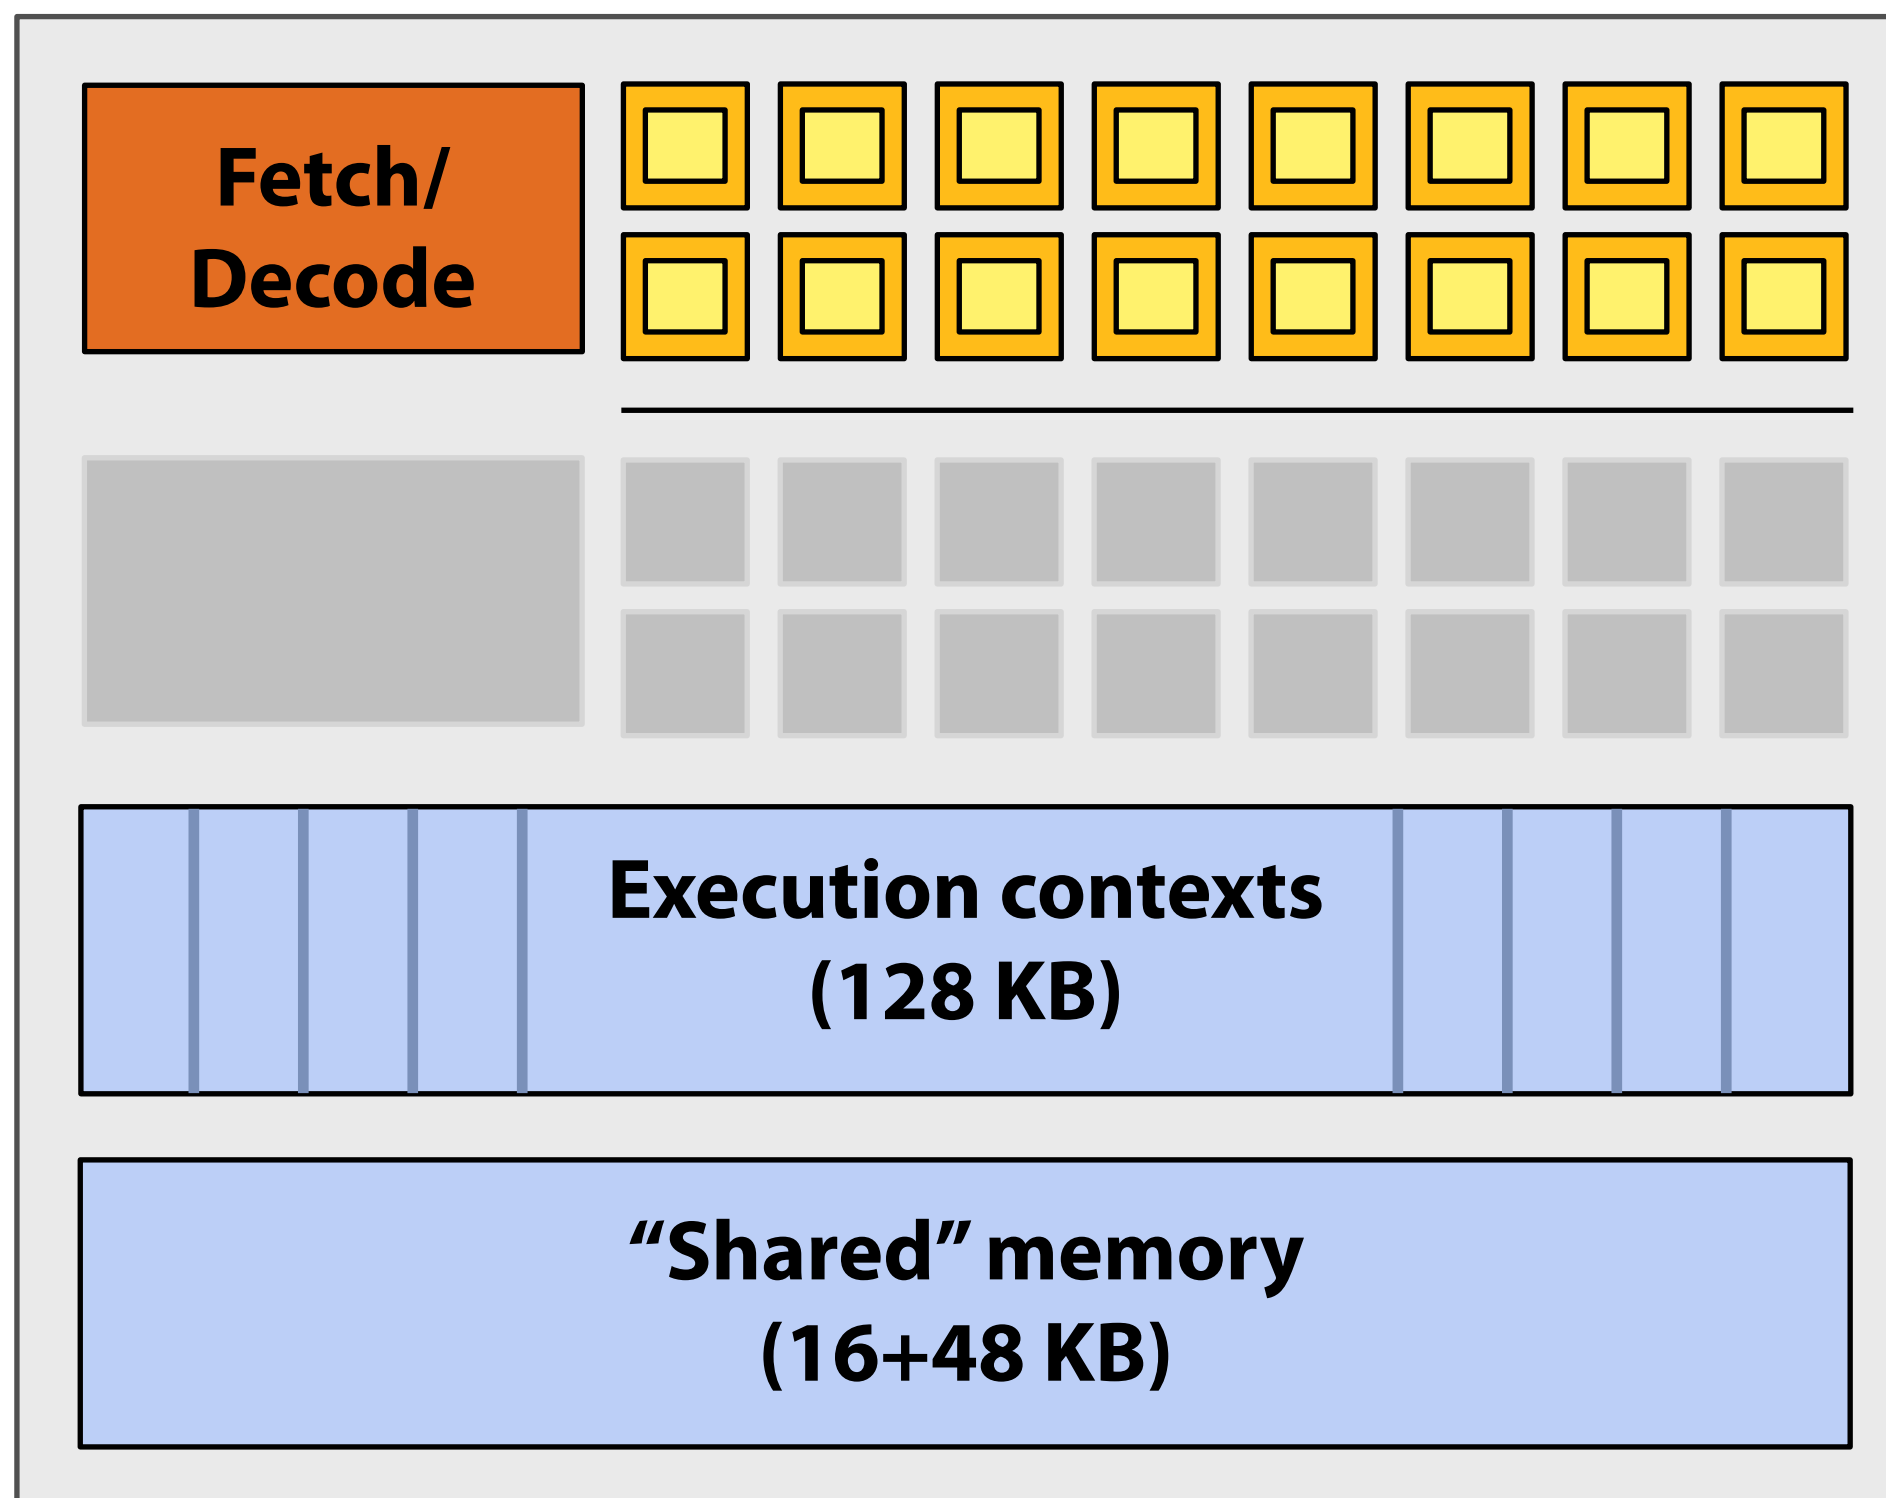 Fetch/
Decode
Execution contexts
(128 KB)
“Shared” memory
(16+48 KB)